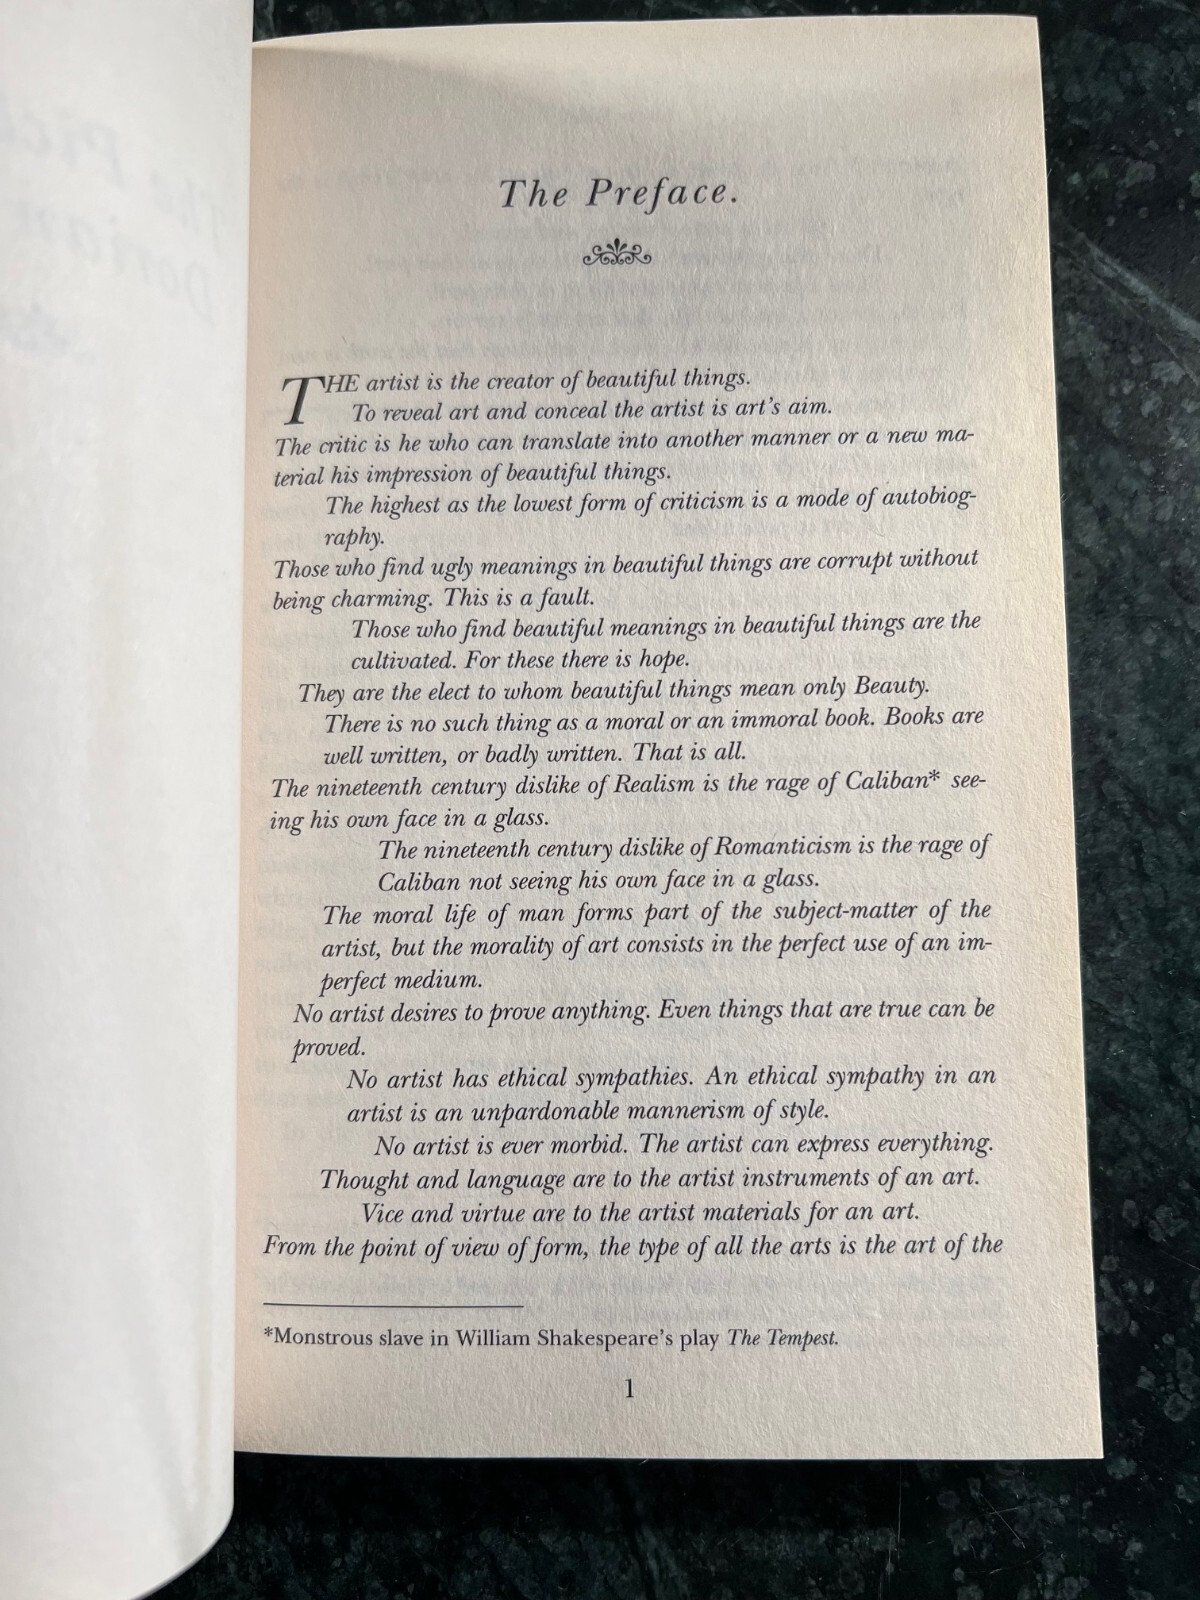 The Preface.
THE artist is the creator of beautiful things.
To reveal art and conceal the artist is art's aim.
The critic is he who can translate into another manner or a new ma-
terial his impression of beautiful things.
The highest as the lowest form of criticism is a mode of autobiog-
raphy.
Those who find ugly meanings in beautiful things are corrupt without
being charming. This is a fault.
Those who find beautiful meanings in beautiful things are the
cultivated. For these there is hope.
They are the elect to whom beautiful things mean only Beauty.
There is no such thing as a moral or an immoral book. Books are
well written, or badly written. That is all.
The nineteenth century dislike of Realism is the rage of Caliban* see-
ing his own face in a glass.
The nineteenth century dislike of Romanticism is the rage of
Caliban not seeing his own face in a glass.
The moral life of man forms part of the subject-matter of the
artist, but the morality of art consists in the perfect use of an im-
perfect medium.
No artist desires to prove anything. Even things that are true can be
proved.
No artist has ethical sympathies. An ethical sympathy in an
artist is an unpardonable mannerism of style.
No artist is ever morbid. The artist can express everything.
Thought and language are to the artist instruments of an art.
Vice and virtue are to the artist materials for an art.
From the point of view of form, the type of all the arts is the art of the
*Monstrous slave in William Shakespeare's play The Tempest.
1